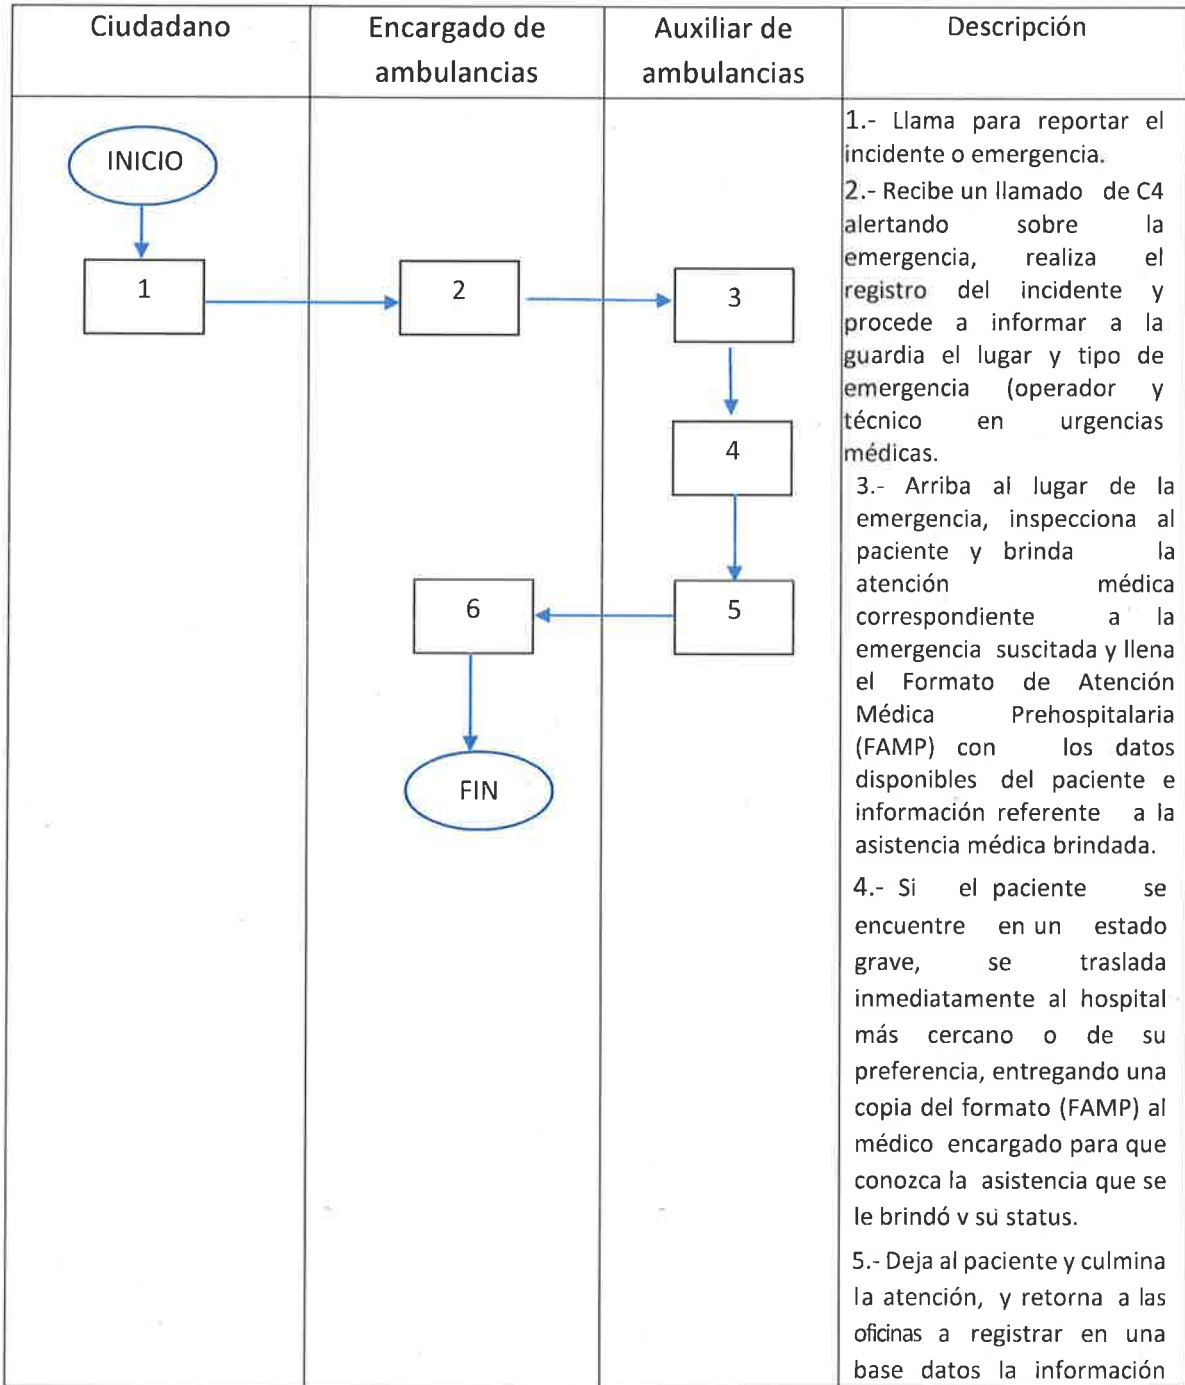 Ciudadano
Encargado de
ambulancias
Auxiliar de
ambulancias
Descripción
INICIO
1
2
3
4
5
6
FIN
1.- Llama para reportar el
incidente o emergencia.
2.- Recibe un llamado de C4
alertando sobre la
emergencia, realiza el
registro del incidente y
procede a informar a la
guardia el lugar y tipo de
emergencia (operador y
técnico en urgencias
médicas.
3.- Arriba al lugar de la
emergencia, inspecciona al
paciente y brinda la
atención médica
correspondiente a la
emergencia suscitada y llena
el Formato de Atención
Médica Prehospitalaria
(FAMP) con los datos
disponibles del paciente e
información referente a la
asistencia médica brindada.
4.- Si el paciente se
encuentre en un estado
grave, se traslada
inmediatamente al hospital
más cercano o de su
preferencia, entregando una
copia del formato (FAMP) al
médico encargado para que
conozca la asistencia que se
le brindó y su status.
5.- Deja al paciente y culmina
la atención, y retorna a las
oficinas a registrar en una
base datos la información